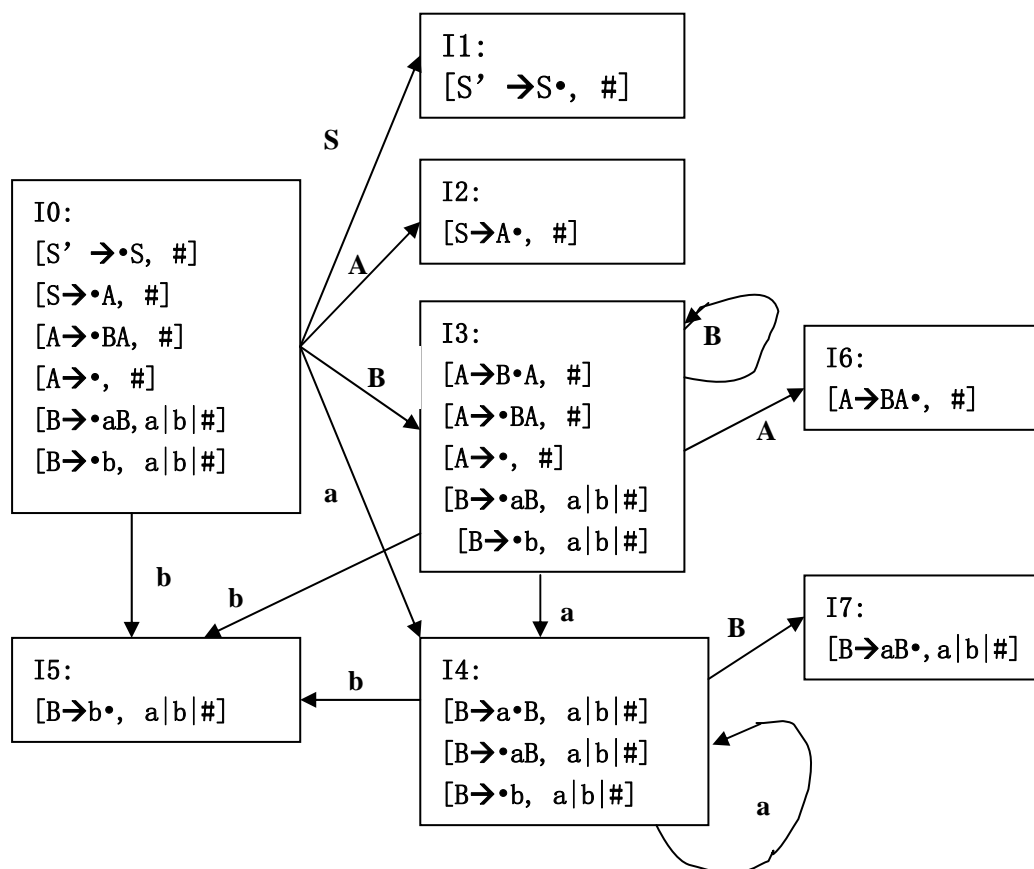 I1:
[S’ →S•, #]
S
I0:
[S’ →•S, #]
[S→•A, #]
[A→•BA, #]
[A→•, #]
[B→•aB,a|b|#]
[B→•b, a|b|#]
I2:
[S→A•, #]
A
I3:
[A→B•A, #]
[A→•BA, #]
[A→•, #]
[B→•aB, a|b|#]
[B→•b, a|b|#]
B
B
I6:
[A→BA•, #]
A
a
b
b
a
I7:
[B→aB•,a|b|#]
B
I5:
[B→b•, a|b|#]
b
I4:
[B→a•B, a|b|#]
[B→•aB, a|b|#]
[B→•b, a|b|#]
a